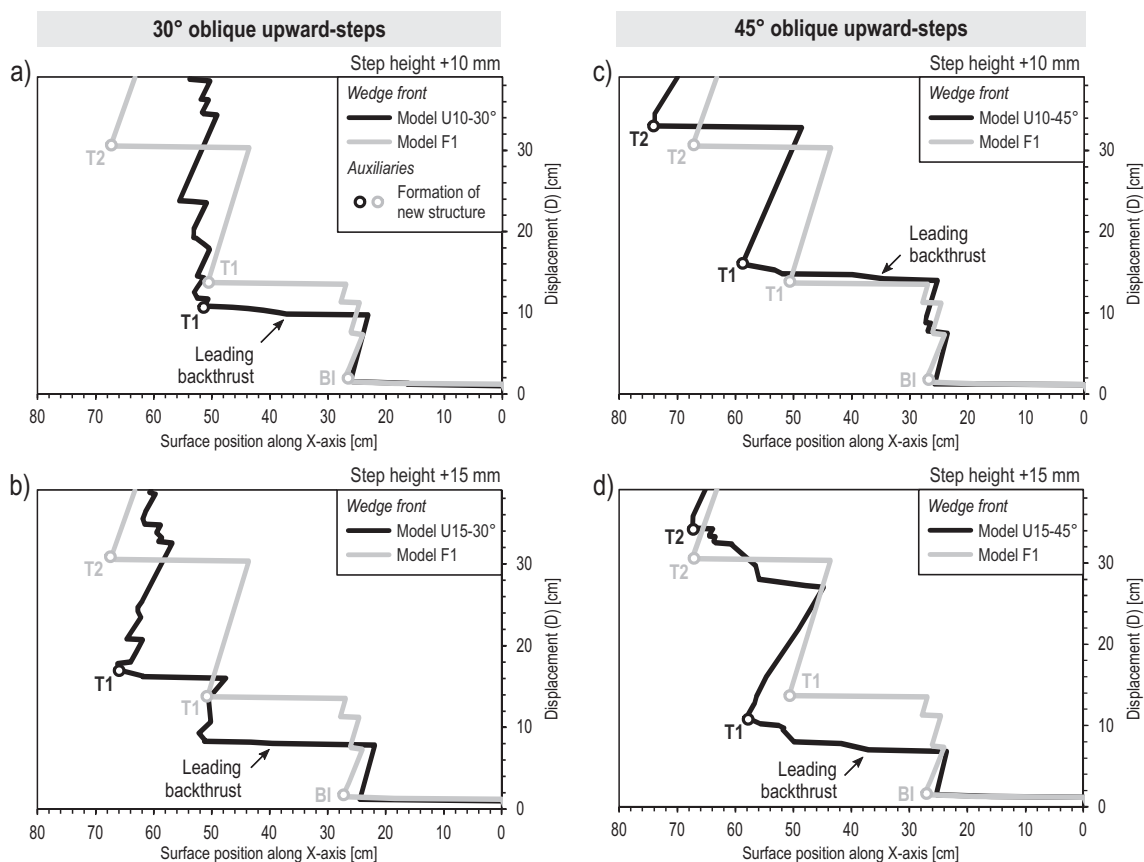 30° oblique upward-steps
45° oblique upward-steps
a)
Step height +10 mm
Wedge front
Model U10-30°
Model F1
Auxiliaries
Formation of
new structure
T2
T1
T1
Leading
backthrust
BI
30
20
10
0
Displacement (D) [cm]
80 70 60 50 40 30 20 10 0
Surface position along X-axis [cm]
c)
Step height +10 mm
Wedge front
Model U10-45°
Model F1
T2
T2
Leading
backthrust
T1
T1
BI
30
20
10
0
Displacement (D) [cm]
80 70 60 50 40 30 20 10 0
Surface position along X-axis [cm]
b)
Step height +15 mm
Wedge front
Model U15-30°
Model F1
T2
T1
T1
Leading
backthrust
BI
30
20
10
0
Displacement (D) [cm]
80 70 60 50 40 30 20 10 0
Surface position along X-axis [cm]
d)
Step height +15 mm
Wedge front
Model U15-45°
Model F1
T2
T2
T1
T1
Leading
backthrust
BI
30
20
10
0
Displacement (D) [cm]
80 70 60 50 40 30 20 10 0
Surface position along X-axis [cm]